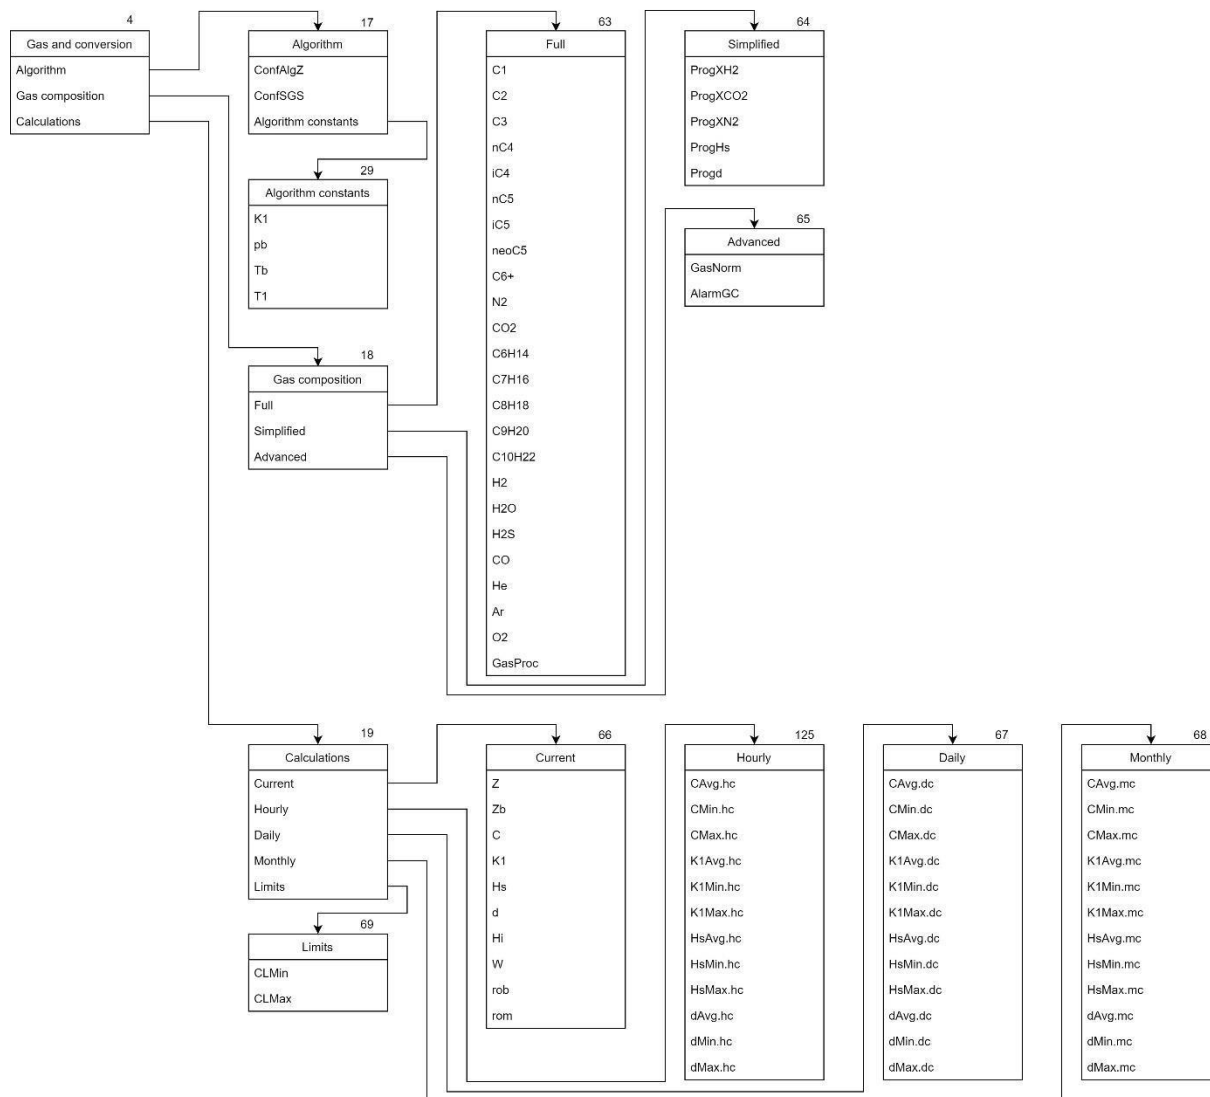 4
Gas and conversion
Algorithm
Gas composition
Calculations
17
Algorithm
ConfAlgZ
ConfSGS
Algorithm constants
29
Algorithm constants
K1
pb
Tb
T1
18
Gas composition
Full
Simplified
Advanced
63
Full
C1
C2
C3
nC4
iC4
nC5
iC5
neoC5
C6+
N2
CO2
C6H14
C7H16
C8H18
C9H20
C10H22
H2
H2O
H2S
CO
He
Ar
O2
GasProc
64
Simplified
ProgXH2
ProgXCO2
ProgXN2
ProgHs
Progd
65
Advanced
GasNorm
AlarmGC
19
Calculations
Current
Hourly
Daily
Monthly
Limits
69
Limits
CLMin
CLMax
66
Current
Z
Zb
C
K1
Hs
d
Hi
W
rob
rom
125
Hourly
CAvg.hc
CMin.hc
CMax.hc
K1Avg.hc
K1Min.hc
K1Max.hc
HsAvg.hc
HsMin.hc
HsMax.hc
dAvg.hc
dMin.hc
dMax.hc
67
Daily
CAvg.dc
CMin.dc
CMax.dc
K1Avg.dc
K1Min.dc
K1Max.dc
HsAvg.dc
HsMin.dc
HsMax.dc
dAvg.dc
dMin.dc
dMax.dc
68
Monthly
CAvg.mc
CMin.mc
CMax.mc
K1Avg.mc
K1Min.mc
K1Max.mc
HsAvg.mc
HsMin.mc
HsMax.mc
dAvg.mc
dMin.mc
dMax.mc